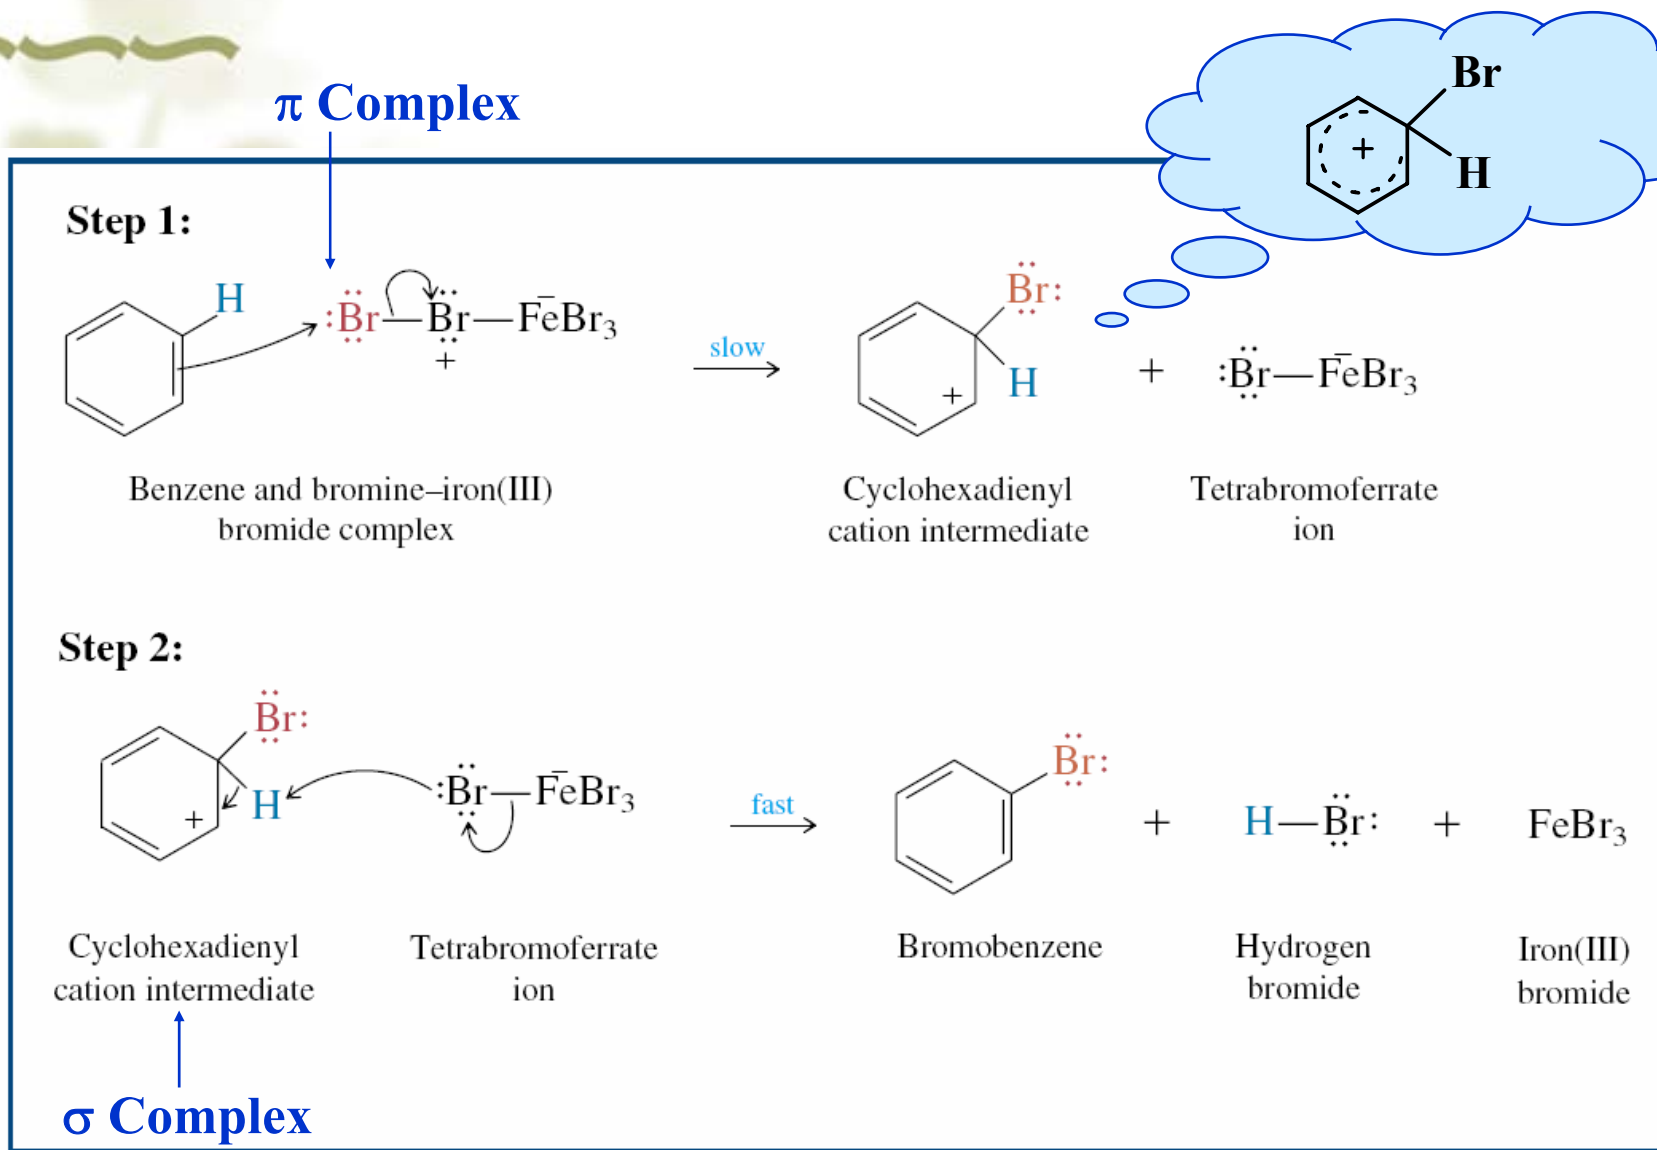 π Complex
Br
+
H
Step 1:
H
:Br—Br—FeBr₃
+
–
slow
Br:
H
+
+
:Br—FeBr₃
–
Benzene and bromine–iron(III)
bromide complex
Cyclohexadienyl
cation intermediate
Tetrabromoferrate
ion
Step 2:
Br:
H
+
:Br—FeBr₃
–
fast
Br:
+
H—Br:
+
FeBr₃
Cyclohexadienyl
cation intermediate
Tetrabromoferrate
ion
Bromobenzene
Hydrogen
bromide
Iron(III)
bromide
σ Complex